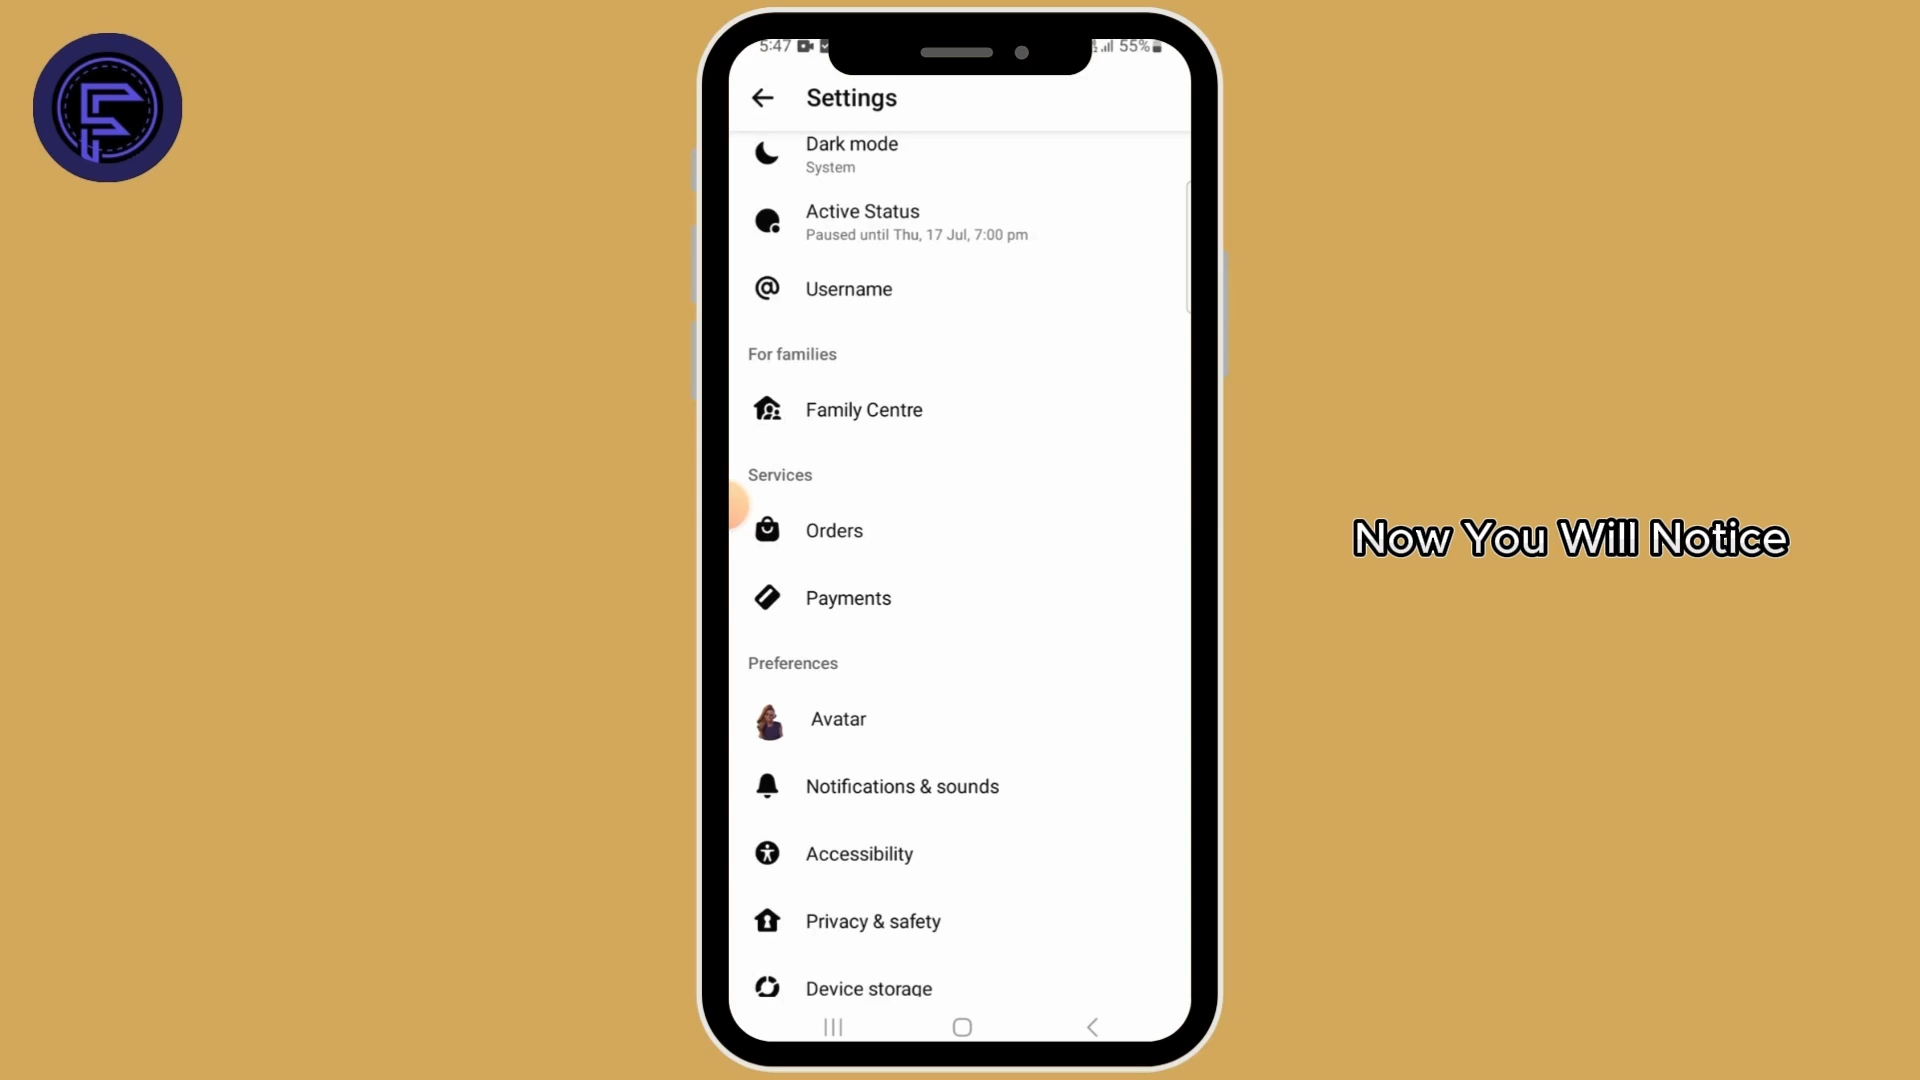 5:47
55%
Settings
Dark mode
System
Active Status
Paused until Thu, 17 Jul, 7:00 pm
Username
For families
Family Centre
Services
Orders
Payments
Now You Will Notice
Preferences
Avatar
Notifications & sounds
Accessibility
Privacy & safety
Device storage